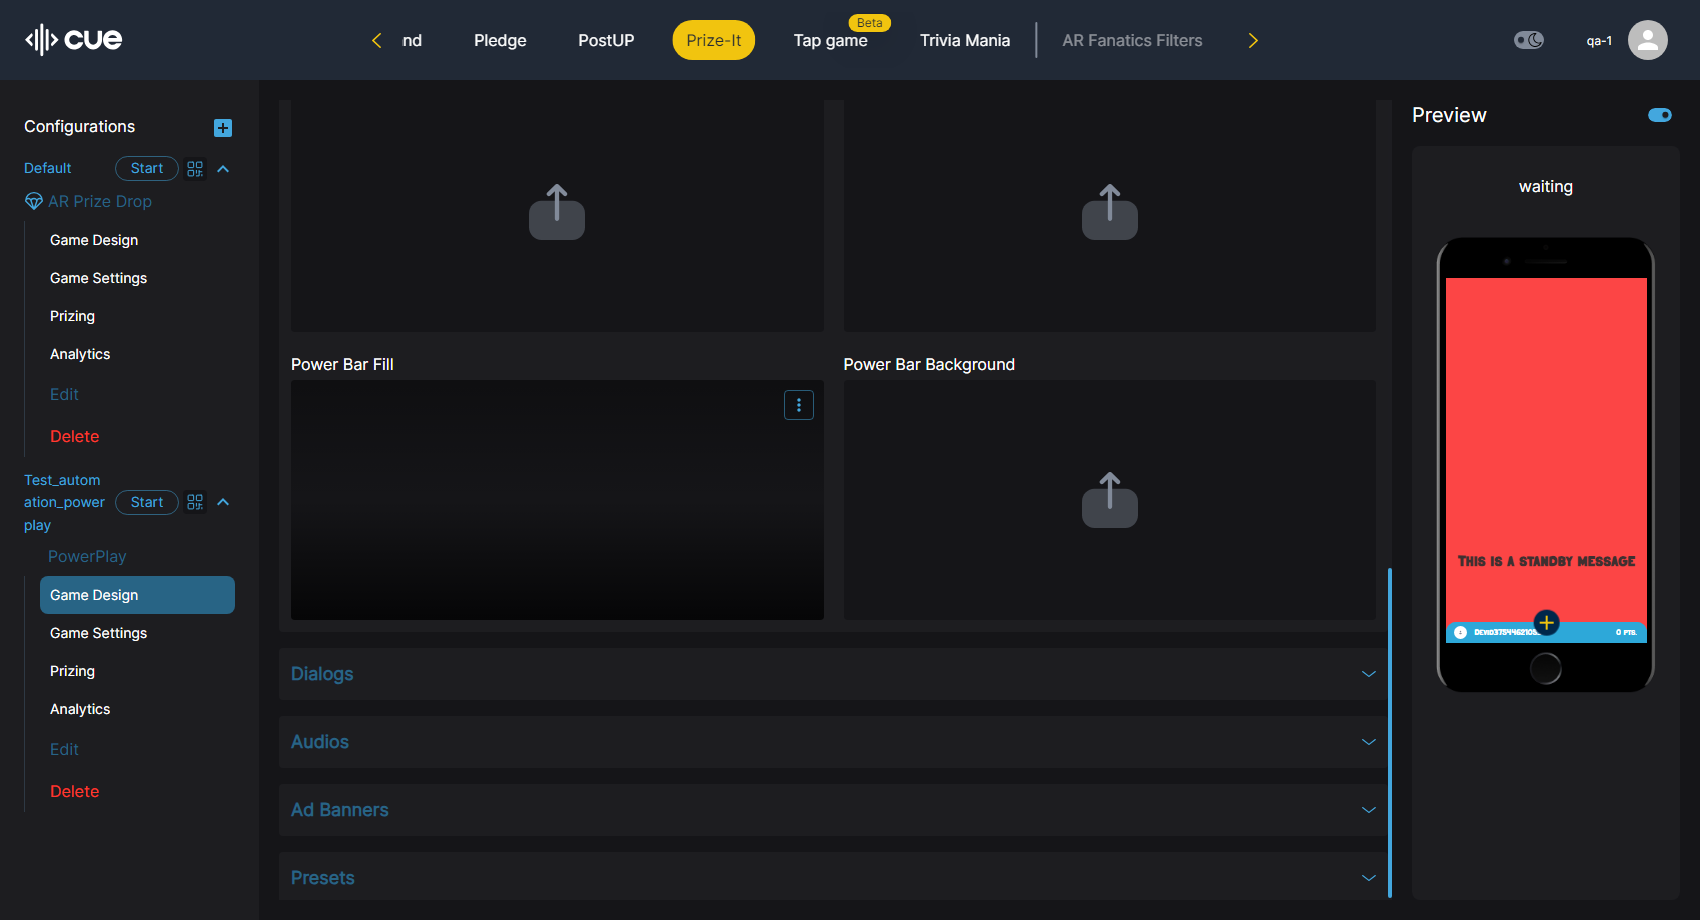 cue
nd
Pledge
PostUP
Prize-It
Beta
Tap game
Trivia Mania
AR Fanatics Filters
qa-1
Configurations
Default
Start
AR Prize Drop
Game Design
Game Settings
Prizing
Analytics
Edit
Delete
Test_autom
ation_power
play
Start
PowerPlay
Game Design
Game Settings
Prizing
Analytics
Edit
Delete
Power Bar Fill
Power Bar Background
Dialogs
Audios
Ad Banners
Presets
Preview
waiting
This is a standby message
0 pts.